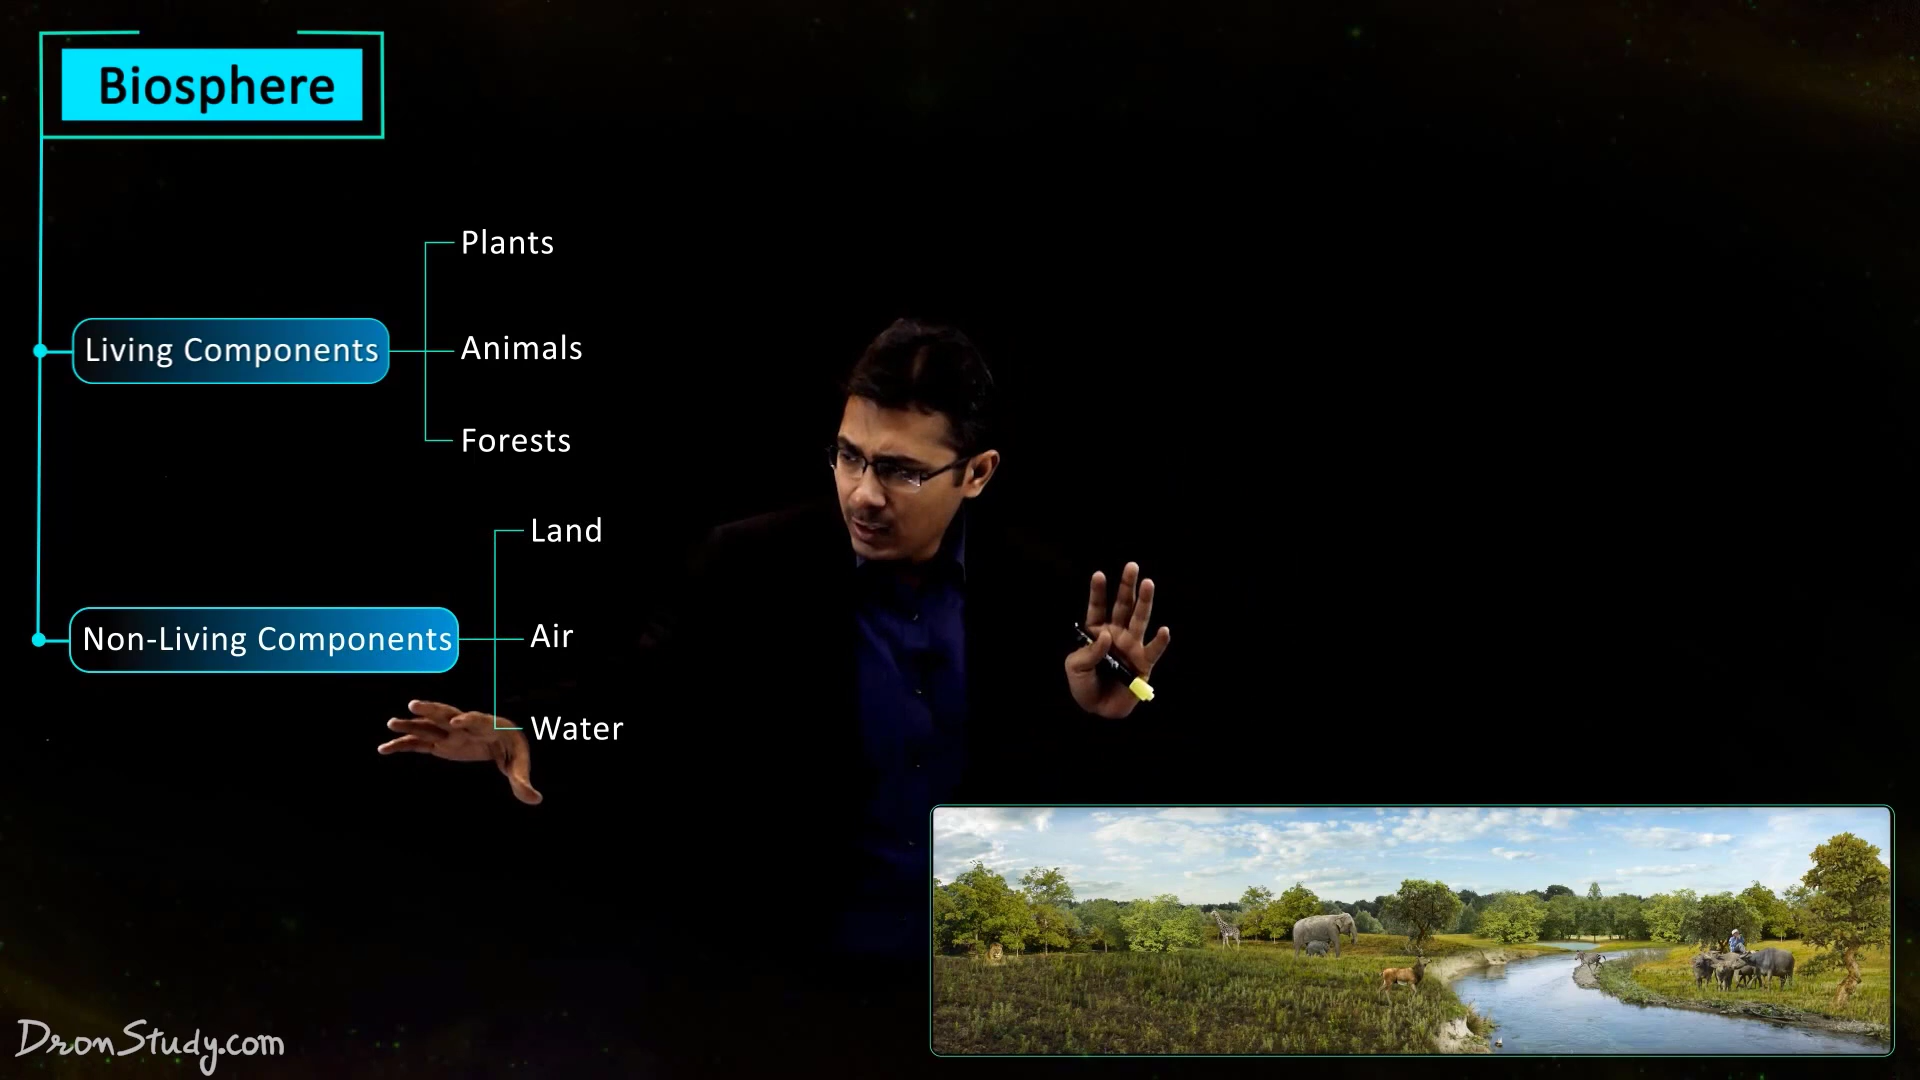 Biosphere
Plants
Living Components
Animals
Forests
Land
Non-Living Components
Air
Water
DronStudy.com